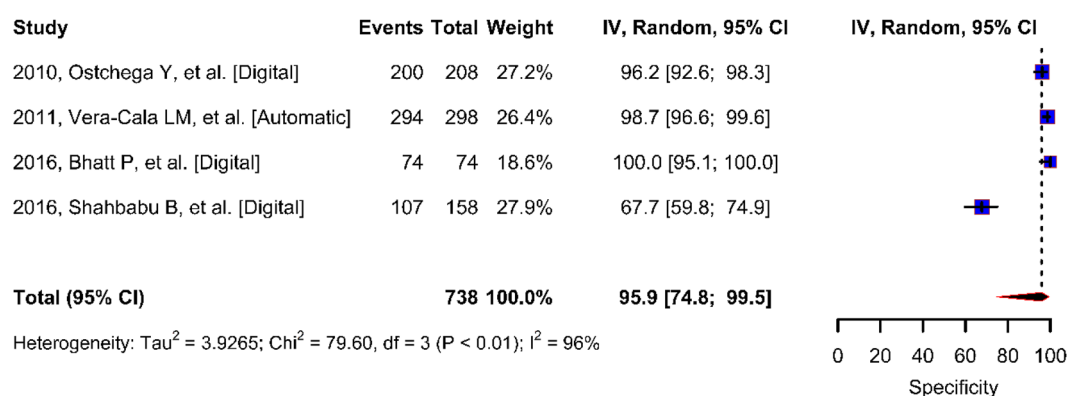 Study Events Total Weight IV, Random, 95% CI IV, Random, 95% CI
2010, Ostchega Y, et al. [Digital] 200 208 27.2% 96.2 [92.6; 98.3]
2011, Vera-Cala LM, et al. [Automatic] 294 298 26.4% 98.7 [96.6; 99.6]
2016, Bhatt P, et al. [Digital] 74 74 18.6% 100.0 [95.1; 100.0]
2016, Shahbabu B, et al. [Digital] 107 158 27.9% 67.7 [59.8; 74.9]
Total (95% CI) 738 100.0% 95.9 [74.8; 99.5]
Heterogeneity: Tau² = 3.9265; Chi² = 79.60, df = 3 (P < 0.01); I² = 96%
0 20 40 60 80 100
Specificity